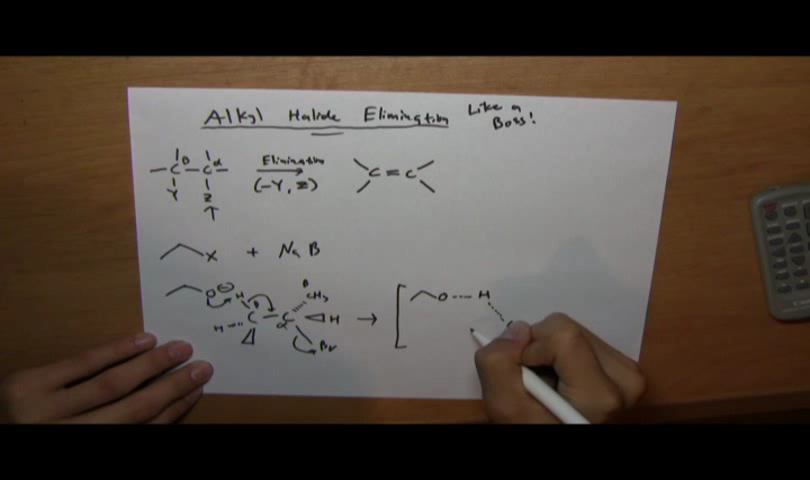 Alkyl Halide Elimination Like a Boss!
Elimination
—C β—C α— → C=C
Y Z (-Y, Z)
↑
X + Na B
O ⊖ H β CH₃
H C — C H → [ O --- H
α Br